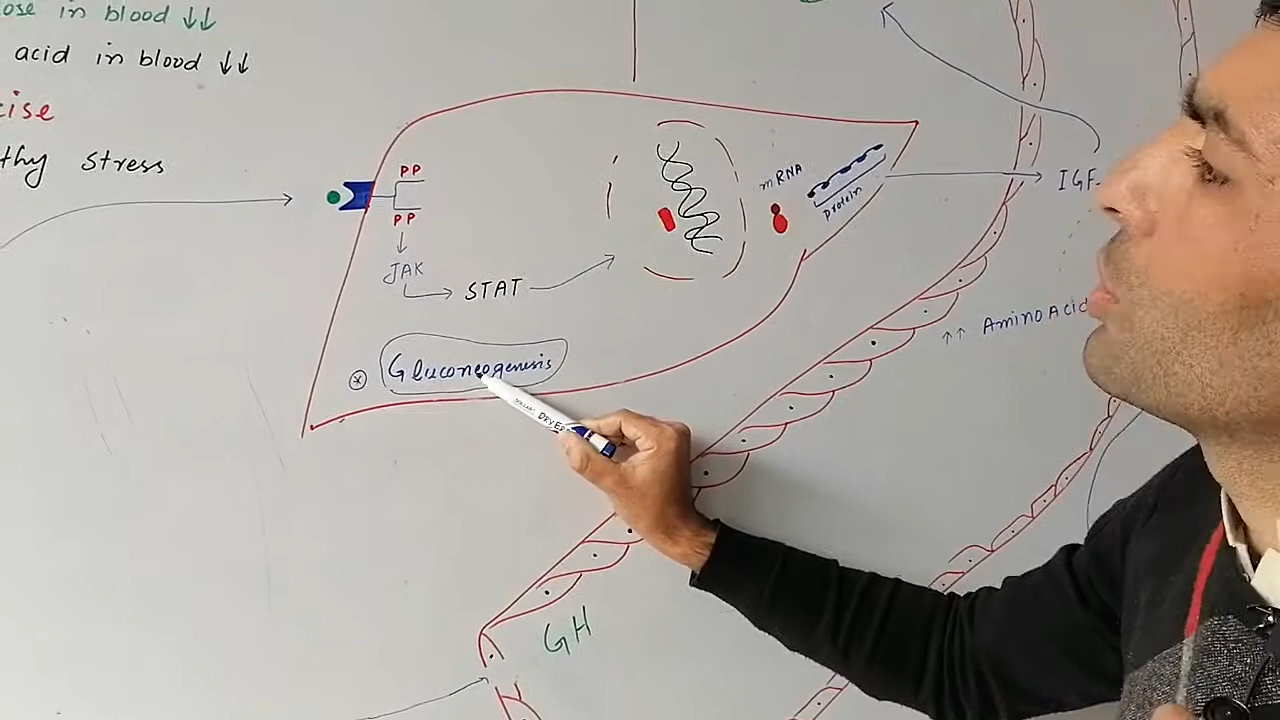 ose in blood ↓↓
acid in blood ↓↓
cise
thy stress
PP
PP
JAK
STAT
mRNA
protein
IGF-
↑↑ Amino Acid
Gluconeogenesis
GH